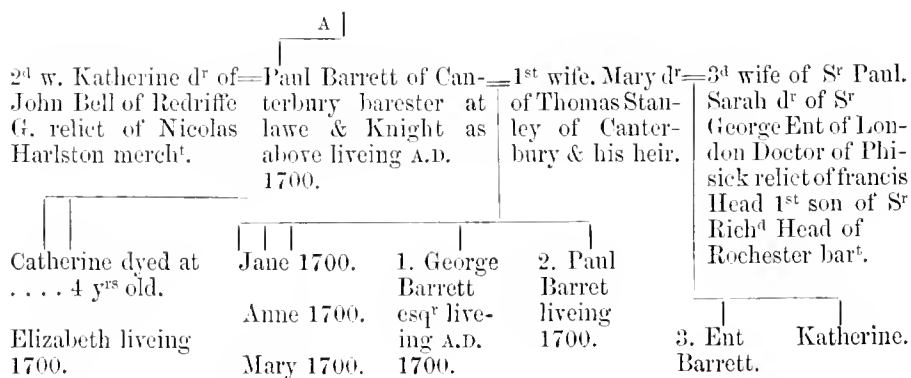 A
2ᵈ w. Katherine dʳ of
John Bell of Redriffe
G. relict of Nicolas
Harlston merchᵗ.
=Paul Barrett of Can-
terbury barester at
lawe & Knight as
above liveing A.D.
1700.
=1ˢᵗ wife. Mary dʳ
of Thomas Stan-
ley of Canter-
bury & his heir.
=3ᵈ wife of Sʳ Paul.
Sarah dʳ of Sʳ
George Ent of Lon-
don Doctor of Phi-
sick relict of francis
Head 1ˢᵗ son of Sʳ
Richᵈ Head of
Rochester barᵗ.
Catherine dyed at
. . . . 4 yʳˢ old.
Elizabeth liveing
1700.
Jane 1700.
Anne 1700.
Mary 1700.
1. George
Barrett
esqʳ live-
ing A.D.
1700.
2. Paul
Barret
liveing
1700.
3. Ent
Barrett.
Katherine.